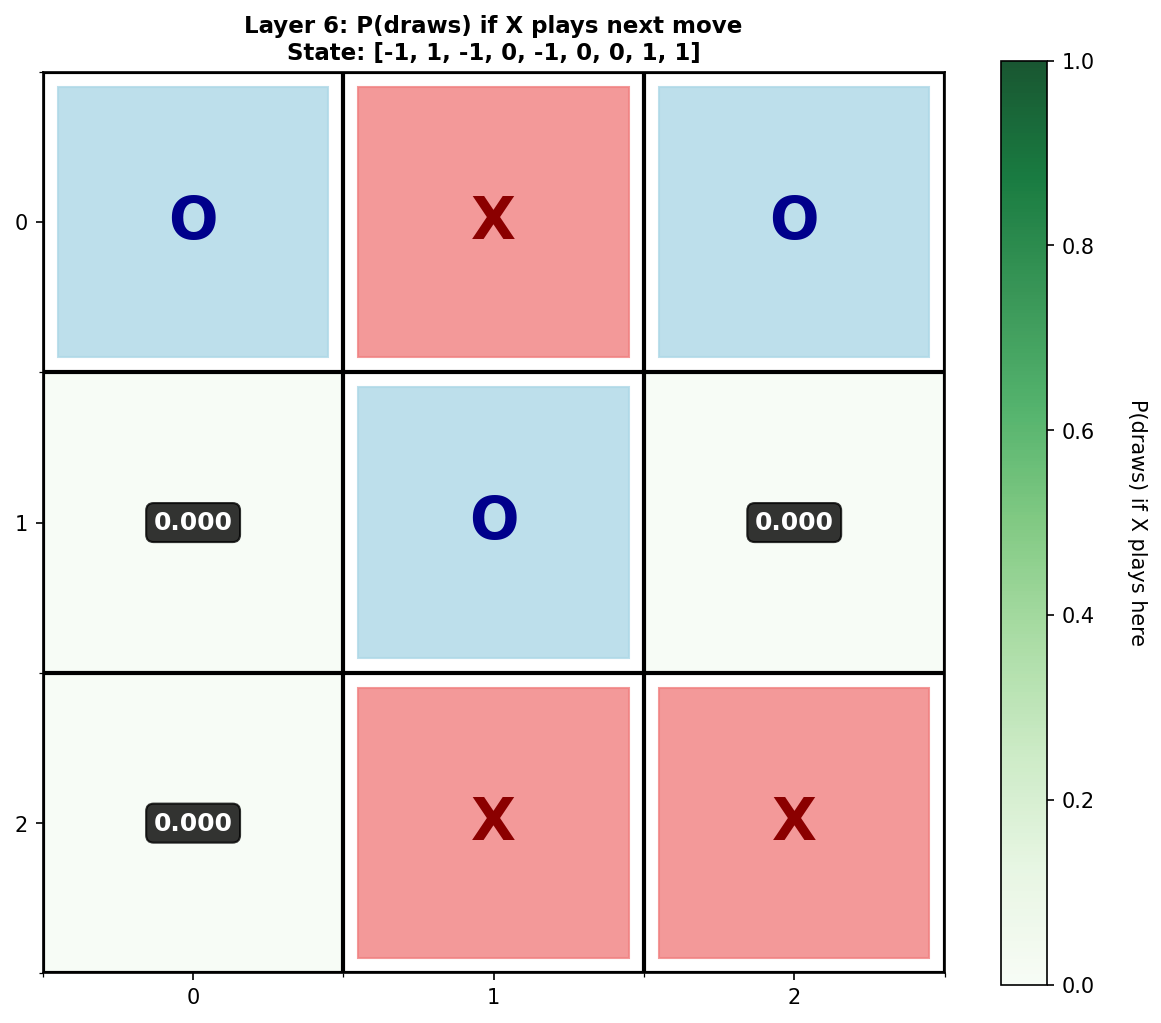 Layer 6: P(draws) if X plays next move
State: [-1, 1, -1, 0, -1, 0, 0, 1, 1]
O X O
0
0.000 O 0.000
1
0.000 X X
2
0 1 2
1.0
0.8
0.6
0.4
0.2
0.0
P(draws) if X plays here